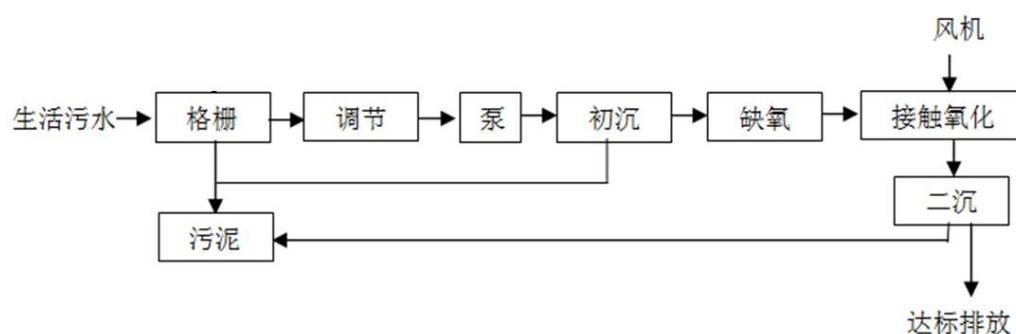 风机
生活污水
格栅
调节
泵
初沉
缺氧
接触氧化
二沉
污泥
达标排放